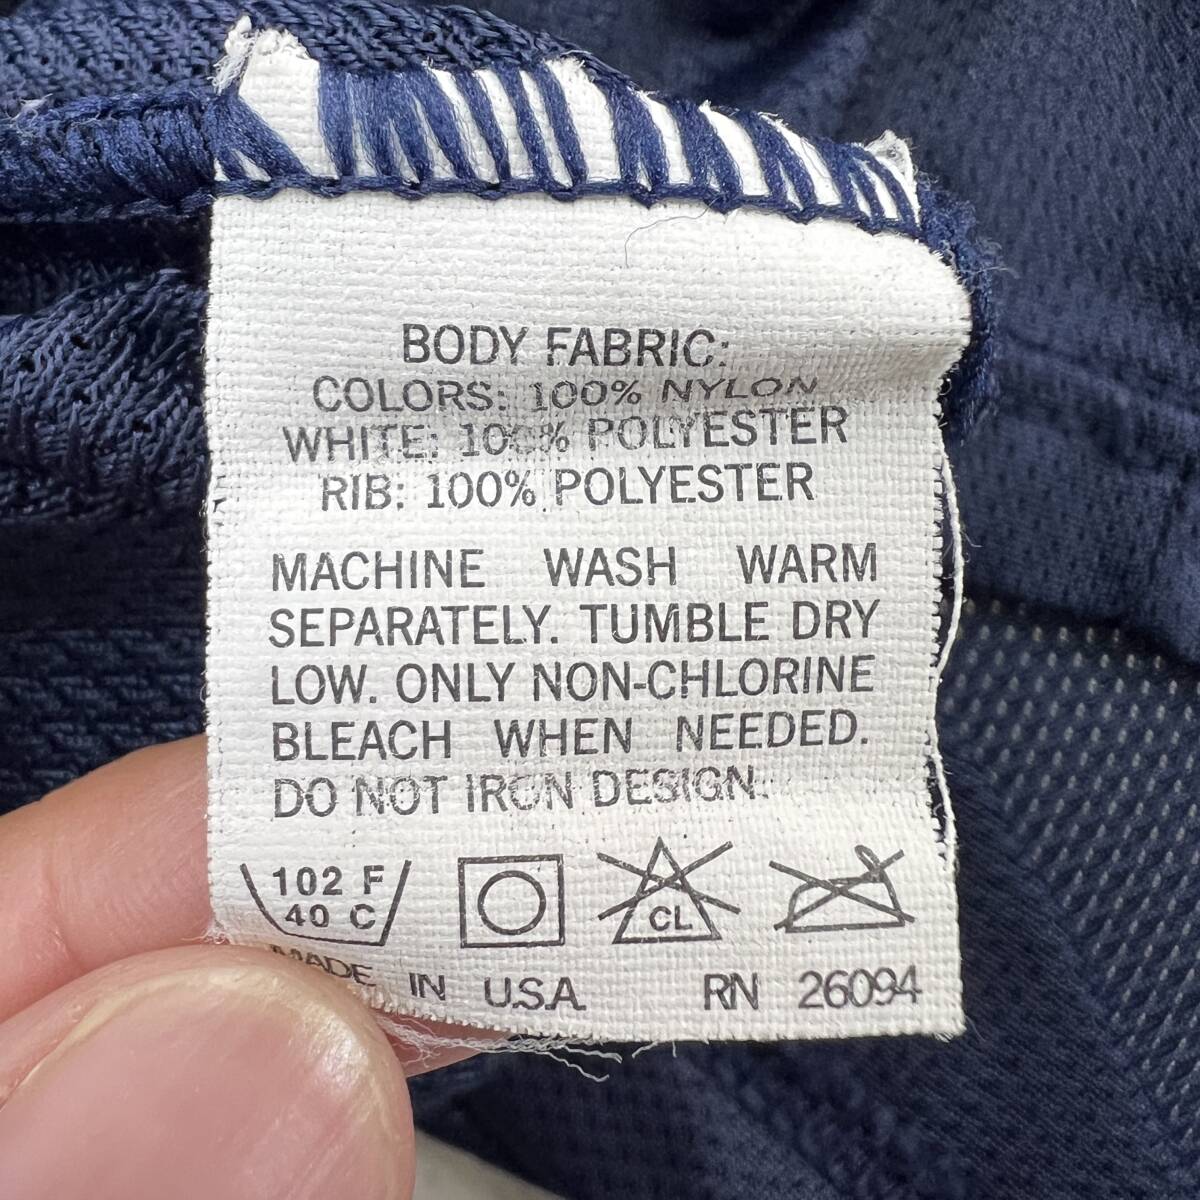 BODY FABRIC:
COLORS: 100% NYLON
WHITE: 100% POLYESTER
RIB: 100% POLYESTER
MACHINE WASH WARM
SEPARATELY. TUMBLE DRY
LOW. ONLY NON-CHLORINE
BLEACH WHEN NEEDED.
DO NOT IRON DESIGN.
102 F
40 C
CL
MADE IN U.S.A. RN 26094